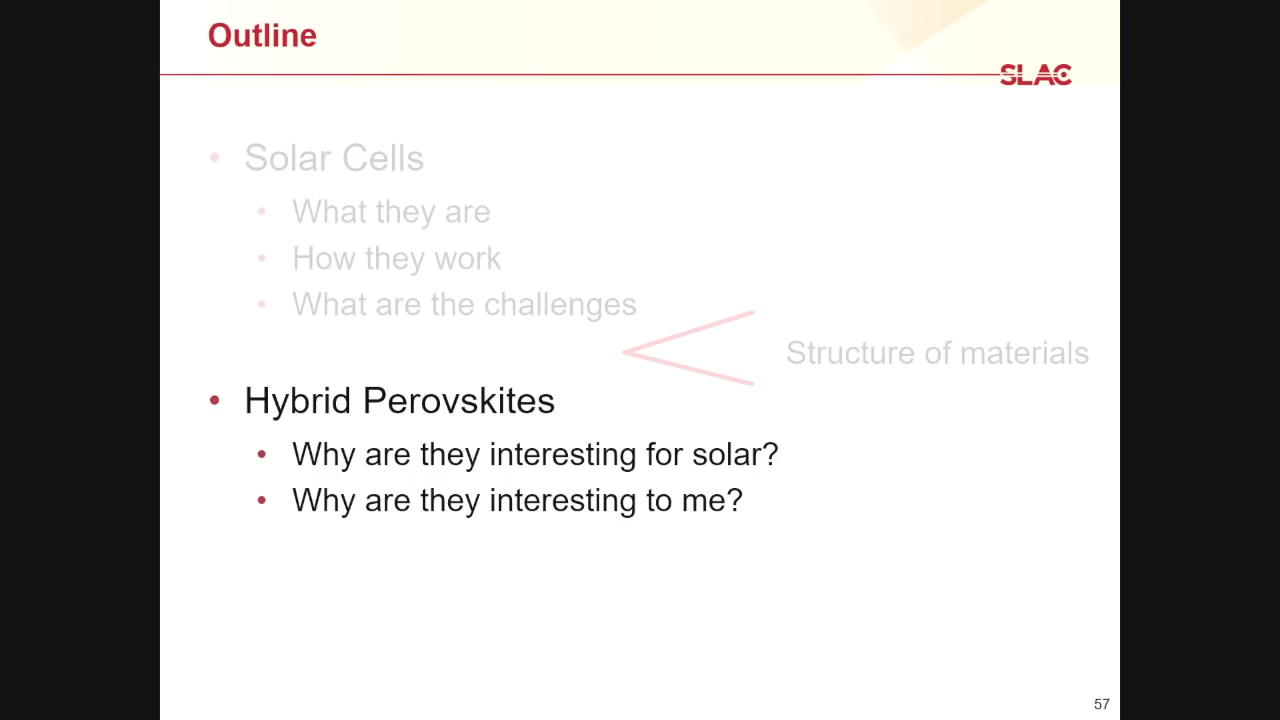 Outline
SLAC
• Solar Cells
• What they are
• How they work
• What are the challenges
Structure of materials
• Hybrid Perovskites
• Why are they interesting for solar?
• Why are they interesting to me?
57